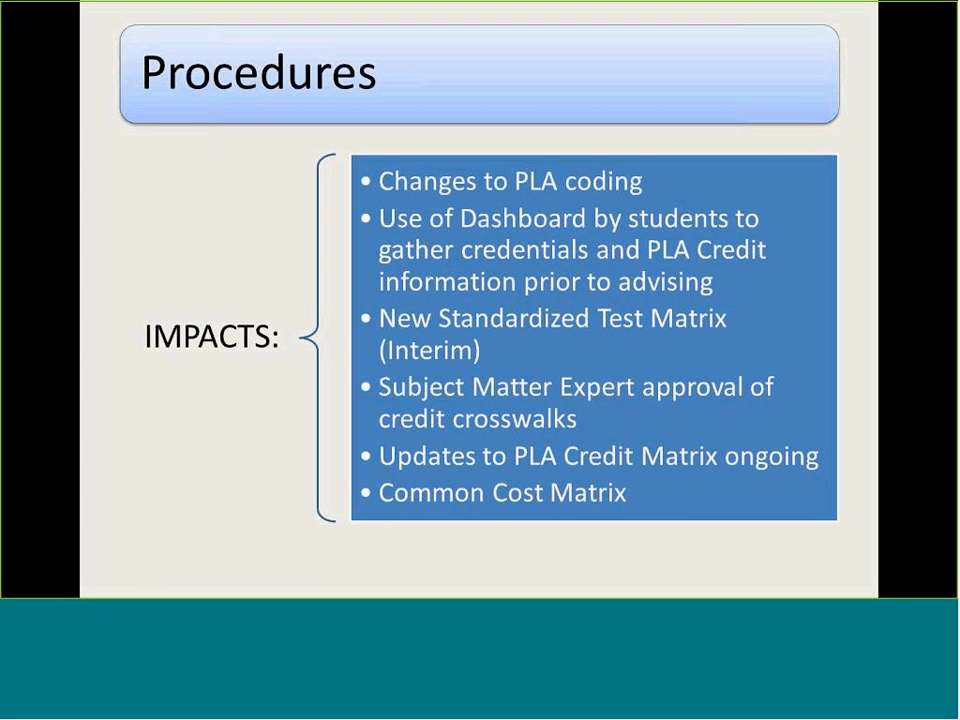 Procedures
IMPACTS:
• Changes to PLA coding
• Use of Dashboard by students to
gather credentials and PLA Credit
information prior to advising
• New Standardized Test Matrix
(Interim)
• Subject Matter Expert approval of
credit crosswalks
• Updates to PLA Credit Matrix ongoing
• Common Cost Matrix